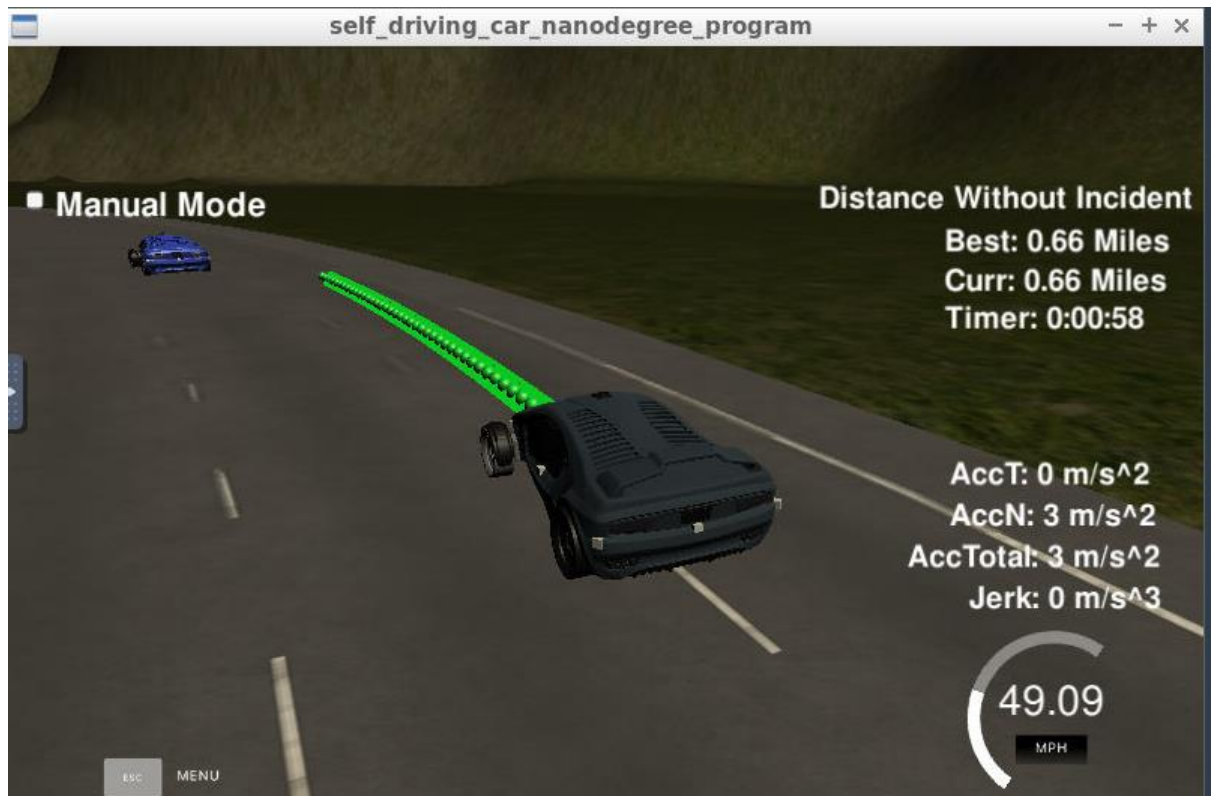 self_driving_car_nanodegree_program
Manual Mode
Distance Without Incident
Best: 0.66 Miles
Curr: 0.66 Miles
Timer: 0:00:58
AccT: 0 m/s^2
AccN: 3 m/s^2
AccTotal: 3 m/s^2
Jerk: 0 m/s^3
49.09
MPH
ESC MENU